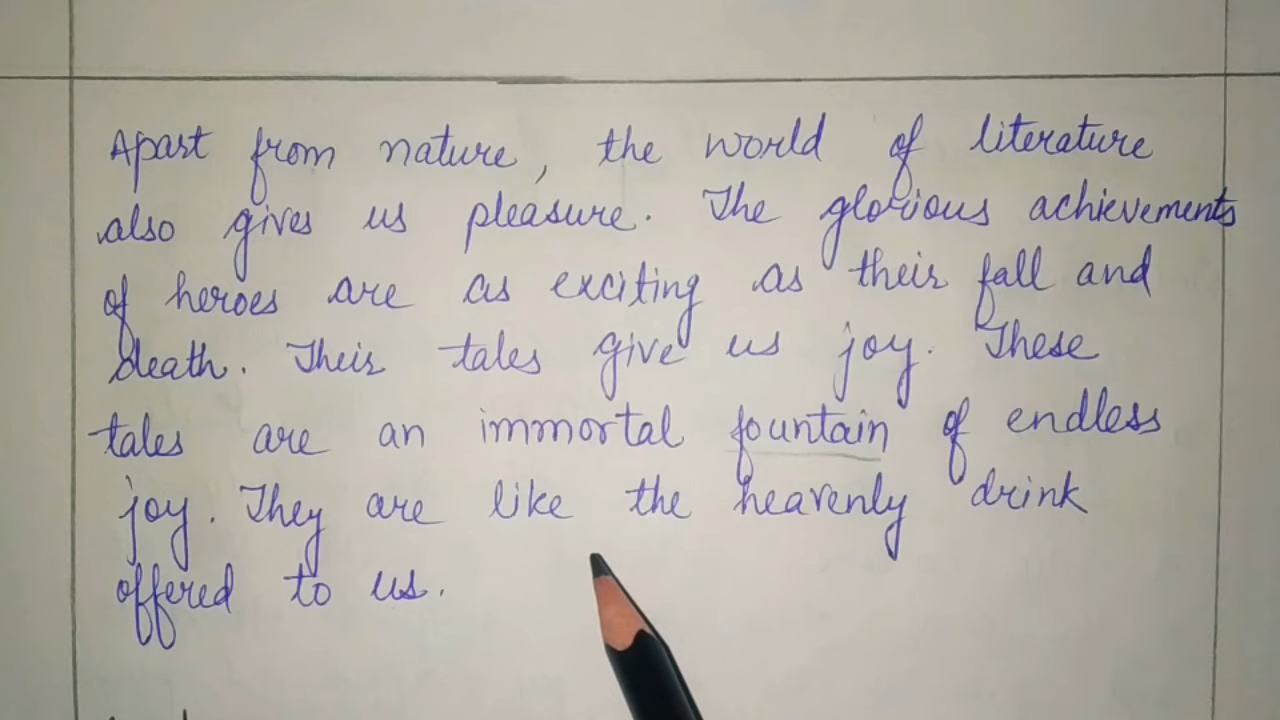 Apart from nature, the world of literature
also gives us pleasure. The glorious achievements
of heroes are as exciting as their fall and
death. Their tales give us joy. These
tales are an immortal fountain of endless
joy. They are like the heavenly drink
offered to us.